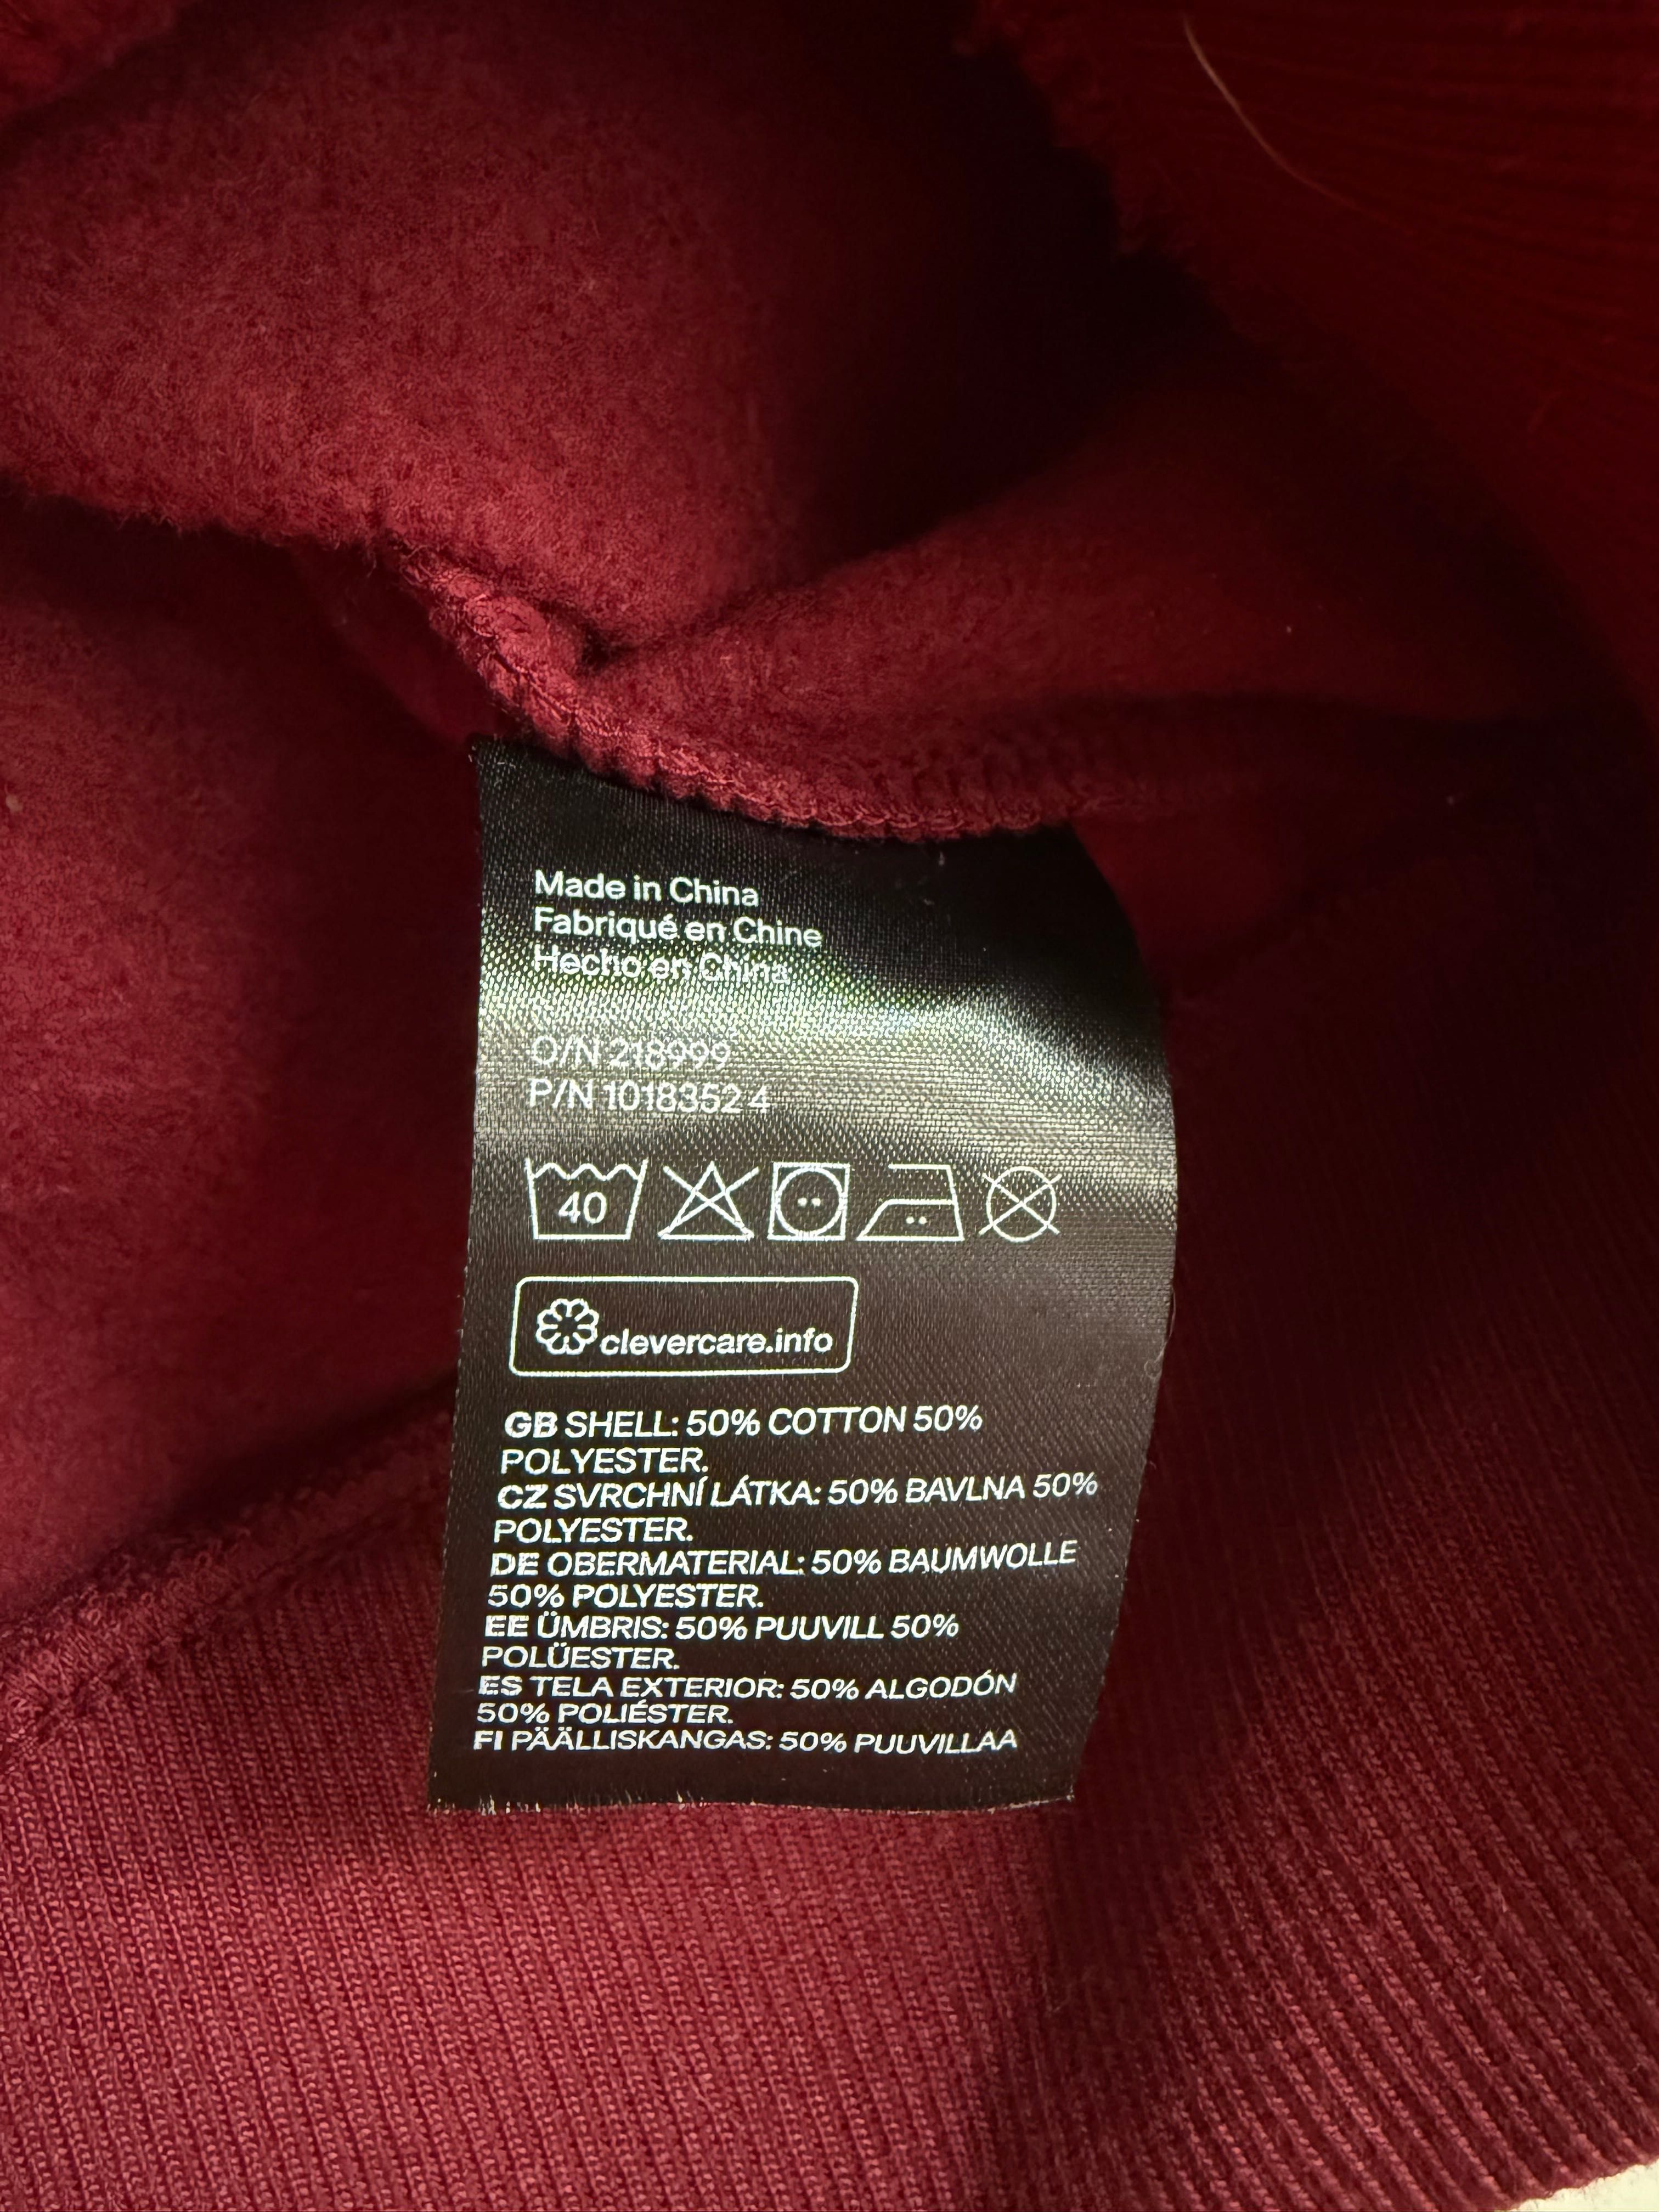 Made in China
Fabriqué en Chine
Hecho en China
O/N 218999
P/N 10183524
40
clevercare.info
GB SHELL: 50% COTTON 50%
POLYESTER.
CZ SVRCHNÍ LÁTKA: 50% BAVLNA 50%
POLYESTER.
DE OBERMATERIAL: 50% BAUMWOLLE
50% POLYESTER.
EE ÜMBRIS: 50% PUUVILL 50%
POLÜESTER.
ES TELA EXTERIOR: 50% ALGODÓN
50% POLIÉSTER.
FI PÄÄLLISKANGAS: 50% PUUVILLAA